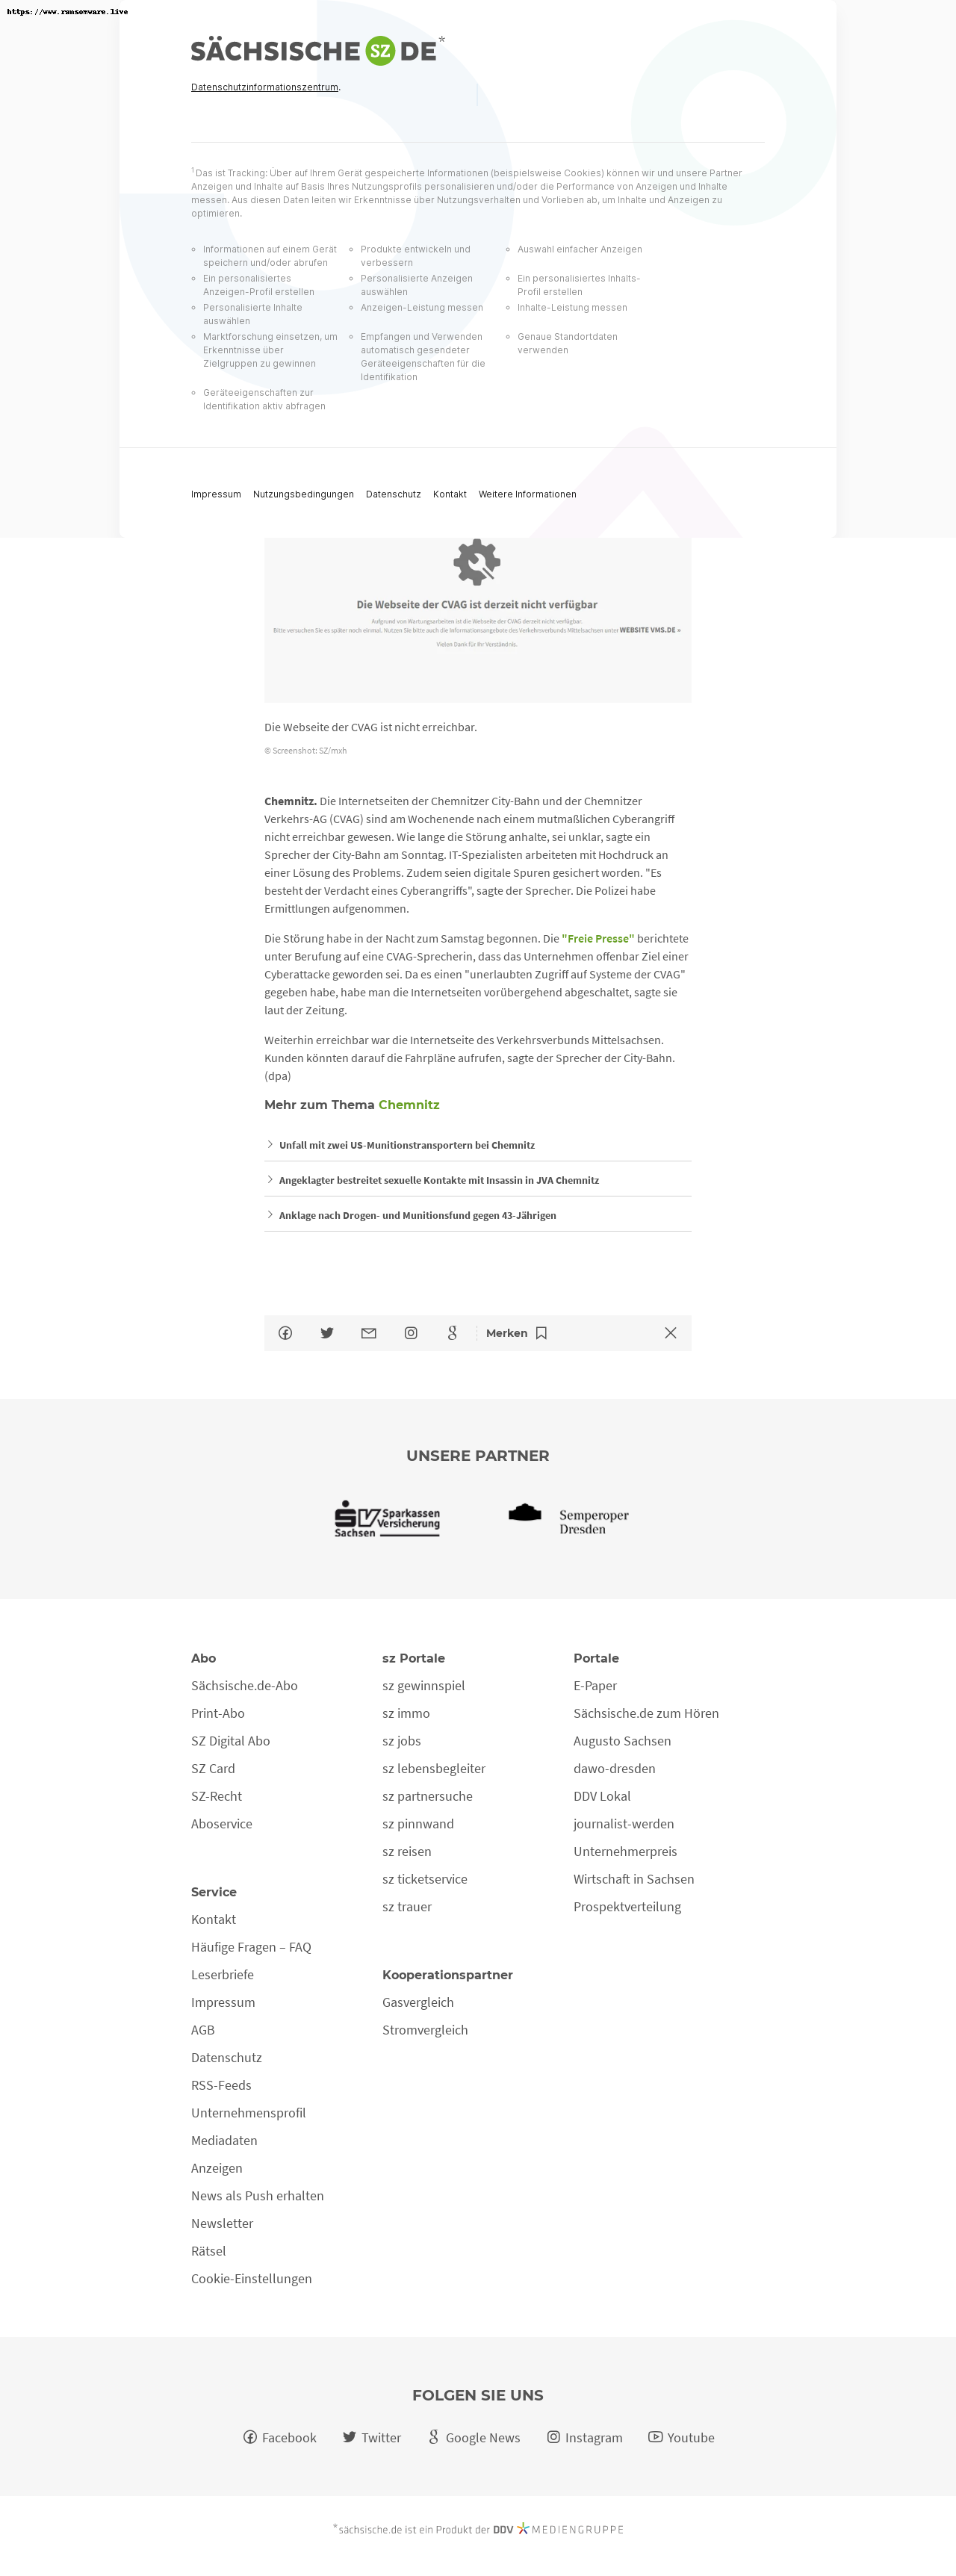 https://www.ransomware.live
SÄCHSISCHE SZ DE*
Datenschutzinformationszentrum.
1 Das ist Tracking: Über auf Ihrem Gerät gespeicherte Informationen (beispielsweise Cookies) können wir und unsere Partner
Anzeigen und Inhalte auf Basis Ihres Nutzungsprofils personalisieren und/oder die Performance von Anzeigen und Inhalte
messen. Aus diesen Daten leiten wir Erkenntnisse über Nutzungsverhalten und Vorlieben ab, um Inhalte und Anzeigen zu
optimieren.
Informationen auf einem Gerät
speichern und/oder abrufen
Produkte entwickeln und
verbessern
Auswahl einfacher Anzeigen
Ein personalisiertes
Anzeigen-Profil erstellen
Personalisierte Anzeigen
auswählen
Ein personalisiertes Inhalts-
Profil erstellen
Personalisierte Inhalte
auswählen
Anzeigen-Leistung messen
Inhalte-Leistung messen
Marktforschung einsetzen, um
Erkenntnisse über
Zielgruppen zu gewinnen
Empfangen und Verwenden
automatisch gesendeter
Geräteeigenschaften für die
Identifikation
Genaue Standortdaten
verwenden
Geräteeigenschaften zur
Identifikation aktiv abfragen
Impressum Nutzungsbedingungen Datenschutz Kontakt Weitere Informationen
Die Webseite der CVAG ist derzeit nicht verfügbar
Aufgrund von Wartungsarbeiten ist die Webseite der CVAG derzeit nicht verfügbar.
Bitte versuchen Sie es später noch einmal. Nutzen Sie bitte auch die Informationsangebote des Verkehrsverbunds Mittelsachsen unter WEBSITE VMS.DE »
Vielen Dank für Ihr Verständnis.
Die Webseite der CVAG ist nicht erreichbar.
© Screenshot: SZ/mxh
Chemnitz. Die Internetseiten der Chemnitzer City-Bahn und der Chemnitzer
Verkehrs-AG (CVAG) sind am Wochenende nach einem mutmaßlichen Cyberangriff
nicht erreichbar gewesen. Wie lange die Störung anhalte, sei unklar, sagte ein
Sprecher der City-Bahn am Sonntag. IT-Spezialisten arbeiteten mit Hochdruck an
einer Lösung des Problems. Zudem seien digitale Spuren gesichert worden. "Es
besteht der Verdacht eines Cyberangriffs", sagte der Sprecher. Die Polizei habe
Ermittlungen aufgenommen.
Die Störung habe in der Nacht zum Samstag begonnen. Die "Freie Presse" berichtete
unter Berufung auf eine CVAG-Sprecherin, dass das Unternehmen offenbar Ziel einer
Cyberattacke geworden sei. Da es einen "unerlaubten Zugriff auf Systeme der CVAG"
gegeben habe, habe man die Internetseiten vorübergehend abgeschaltet, sagte sie
laut der Zeitung.
Weiterhin erreichbar war die Internetseite des Verkehrsverbunds Mittelsachsen.
Kunden könnten darauf die Fahrpläne aufrufen, sagte der Sprecher der City-Bahn.
(dpa)
Mehr zum Thema Chemnitz
Unfall mit zwei US-Munitionstransportern bei Chemnitz
Angeklagter bestreitet sexuelle Kontakte mit Insassin in JVA Chemnitz
Anklage nach Drogen- und Munitionsfund gegen 43-Jährigen
Merken
UNSERE PARTNER
SV Sparkassen
Versicherung
Sachsen
Semperoper
Dresden
Abo
Sächsische.de-Abo
Print-Abo
SZ Digital Abo
SZ Card
SZ-Recht
Aboservice
Service
Kontakt
Häufige Fragen – FAQ
Leserbriefe
Impressum
AGB
Datenschutz
RSS-Feeds
Unternehmensprofil
Mediadaten
Anzeigen
News als Push erhalten
Newsletter
Rätsel
Cookie-Einstellungen
sz Portale
sz gewinnspiel
sz immo
sz jobs
sz lebensbegleiter
sz partnersuche
sz pinnwand
sz reisen
sz ticketservice
sz trauer
Kooperationspartner
Gasvergleich
Stromvergleich
Portale
E-Paper
Sächsische.de zum Hören
Augusto Sachsen
dawo-dresden
DDV Lokal
journalist-werden
Unternehmerpreis
Wirtschaft in Sachsen
Prospektverteilung
FOLGEN SIE UNS
Facebook Twitter Google News Instagram Youtube
*sächsische.de ist ein Produkt der DDV MEDIENGRUPPE